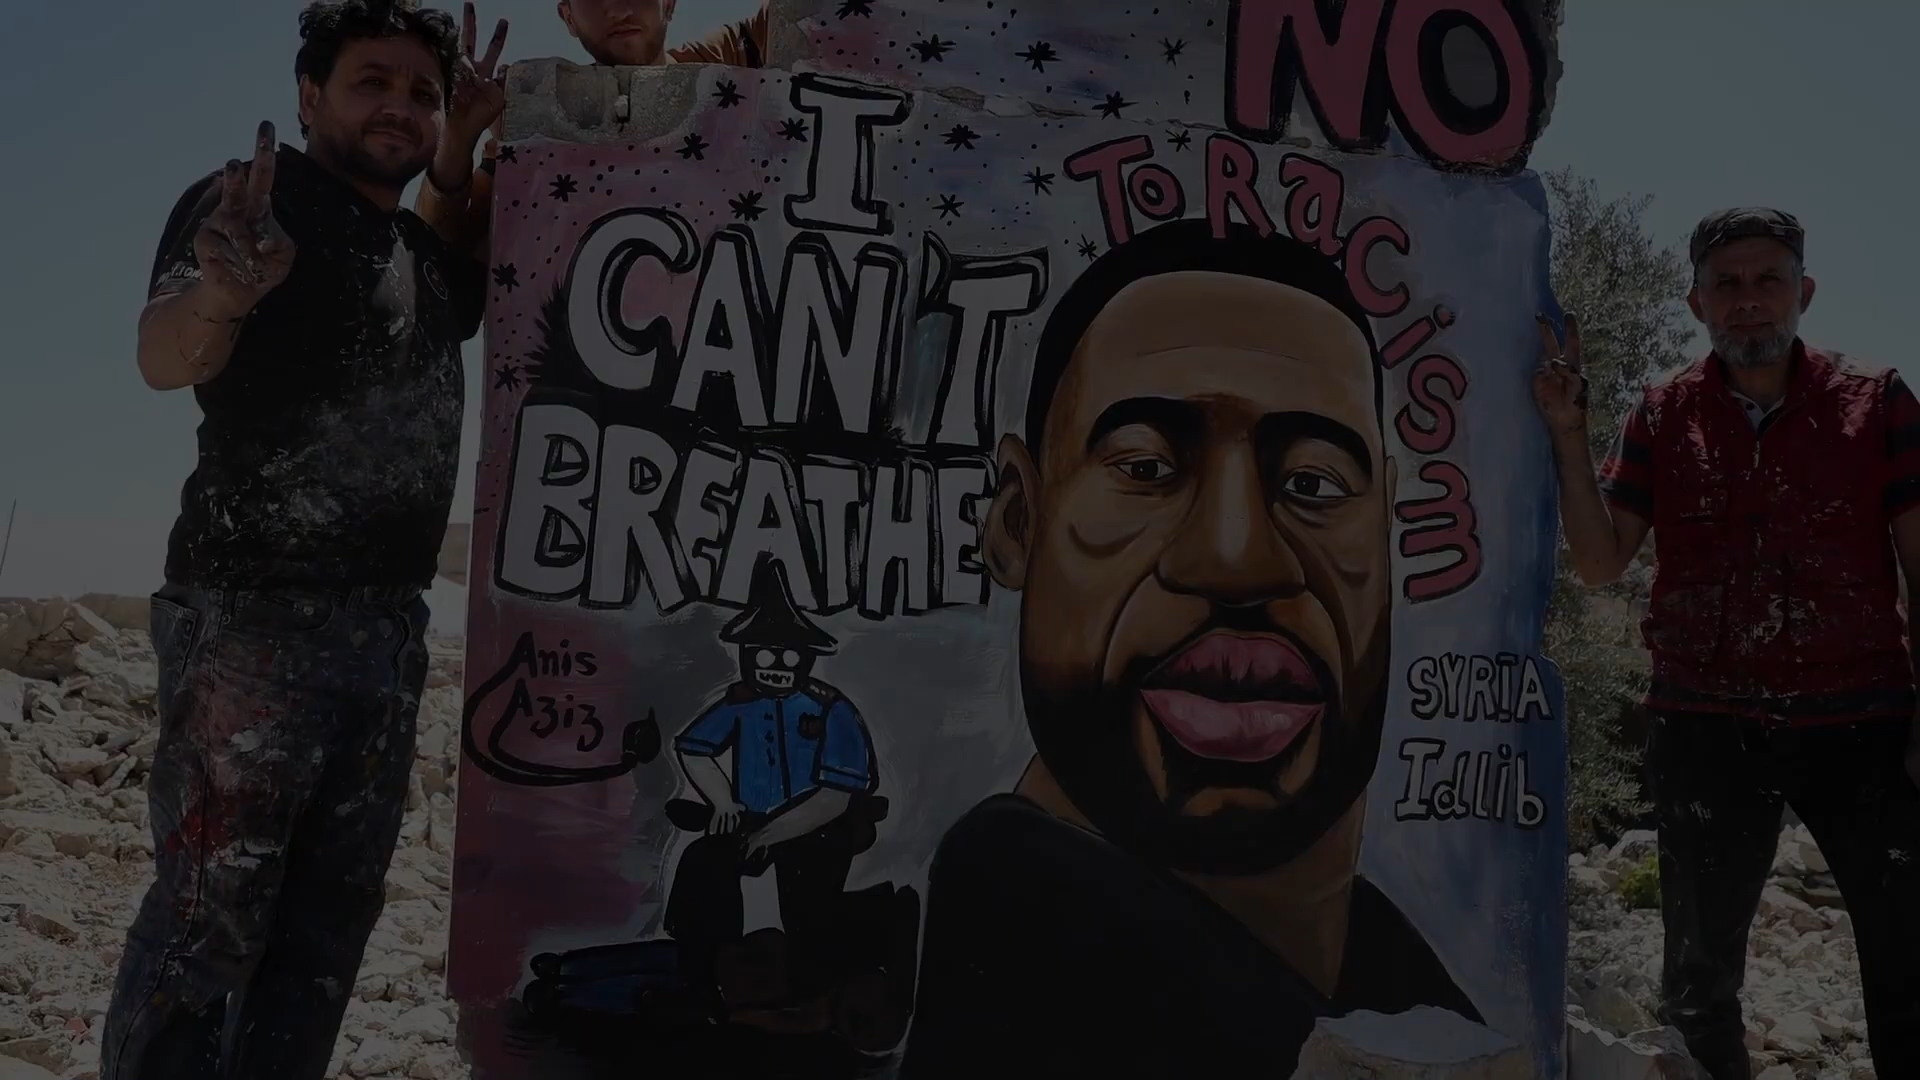 NO
To Racism
I
CAN'T
BREATHE
Anis
Aziz
SYRIA
Idlib